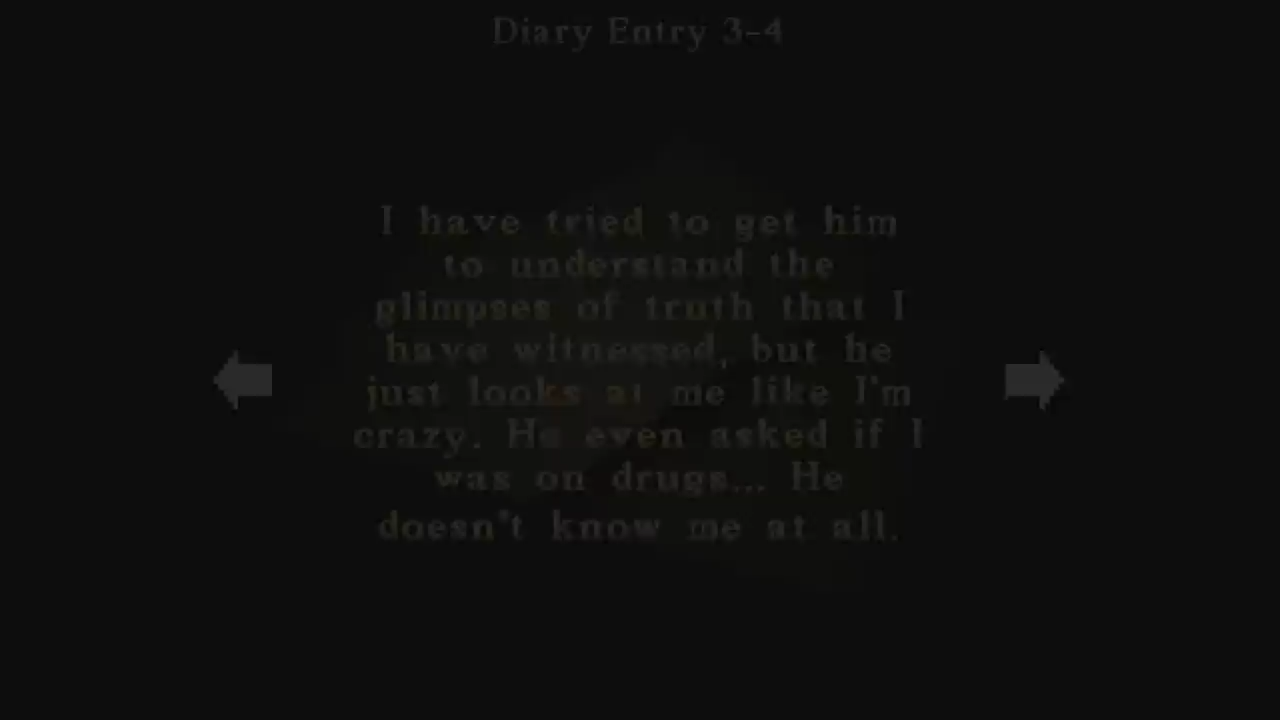 Diary Entry 3-4
I have tried to get him
to understand the
glimpses of truth that I
have witnessed, but he
just looks at me like I'm
crazy. He even asked if I
was on drugs... He
doesn't know me at all.